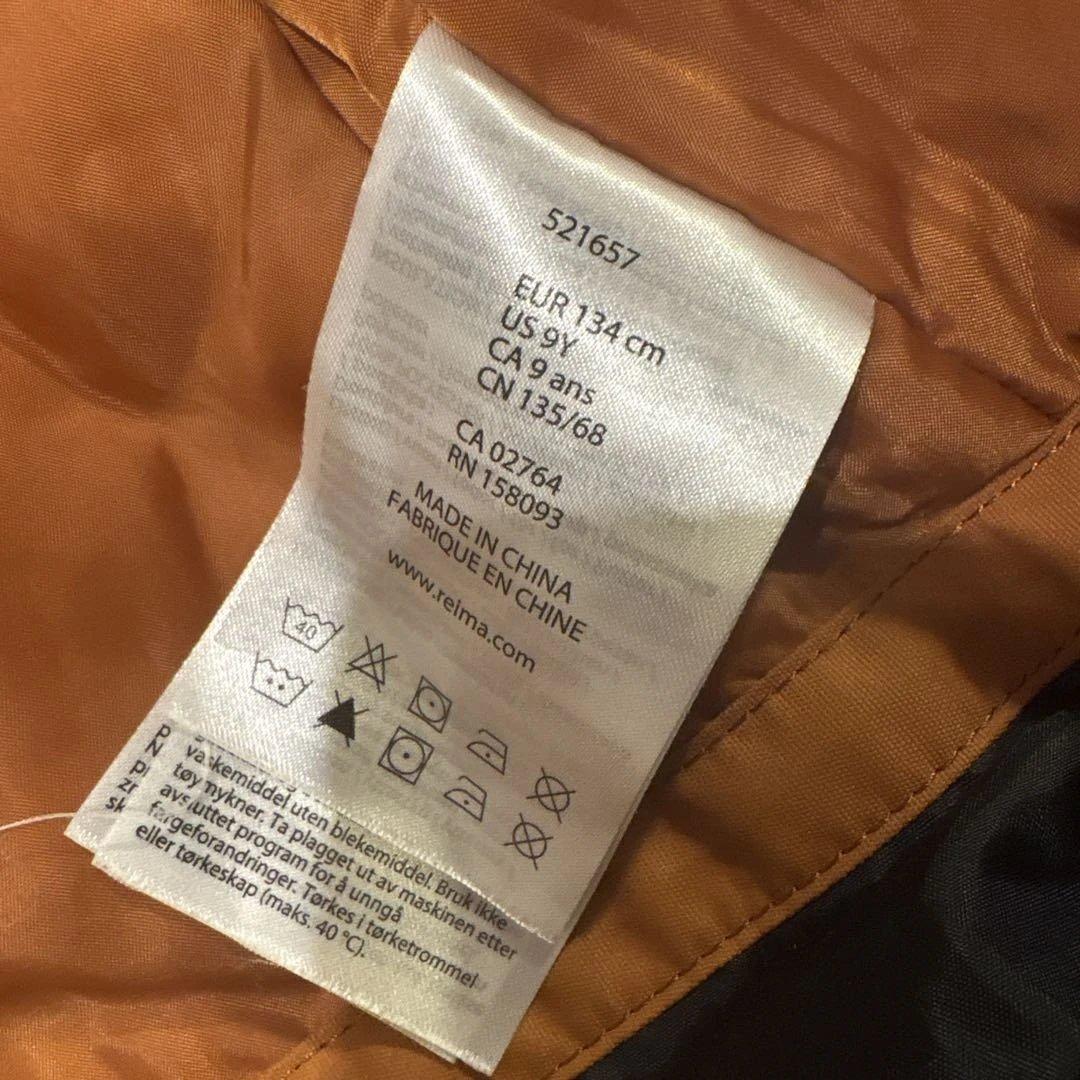 521657
EUR 134 cm
US 9Y
CA 9 ans
CN 135/68
CA 02764
RN 158093
MADE IN CHINA
FABRIQUE EN CHINE
www.reima.com
40
vaskemiddel uten blekemiddel. Bruk ikke
tøymykner. Ta plagget ut av maskinen etter
avsluttet program for å unngå
fargeforandringer. Tørkes i tørketrommel
eller tørkeskap (maks. 40 °C).